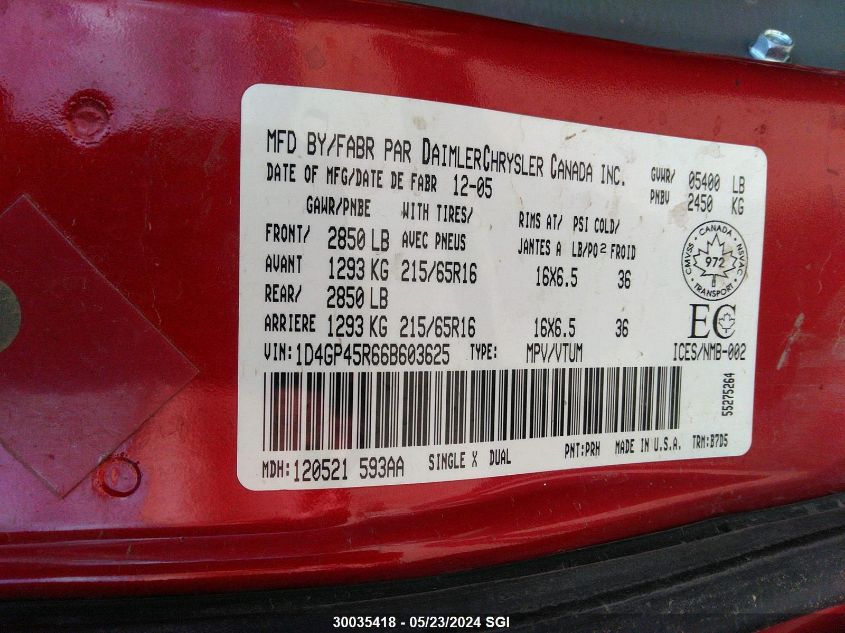 MFD BY/FABR PAR DAIMLERCHRYSLER CANADA INC.
DATE OF MFG/DATE DE FABR 12-05
GVWR/ 05400 LB
PNBV 2450 KG
GAWR/PNBE WITH TIRES/ RIMS AT/ PSI COLD/
FRONT/ 2850 LB AVEC PNEUS JANTES A LB/PO² FROID
AVANT 1293 KG 215/65R16 16X6.5 36
REAR/ 2850 LB
ARRIERE 1293 KG 215/65R16 16X6.5 36
CANADA
CMVSS NSVAC
972
TRANSPORT
EC
VIN:1D4GP45R66B603625 TYPE: MPV/VTUM ICES/NMB-002
55275264
MDH:120521 593AA SINGLE X DUAL PNT:PRH MADE IN U.S.A. TRM:B7D5
30035418 - 05/23/2024 SGI